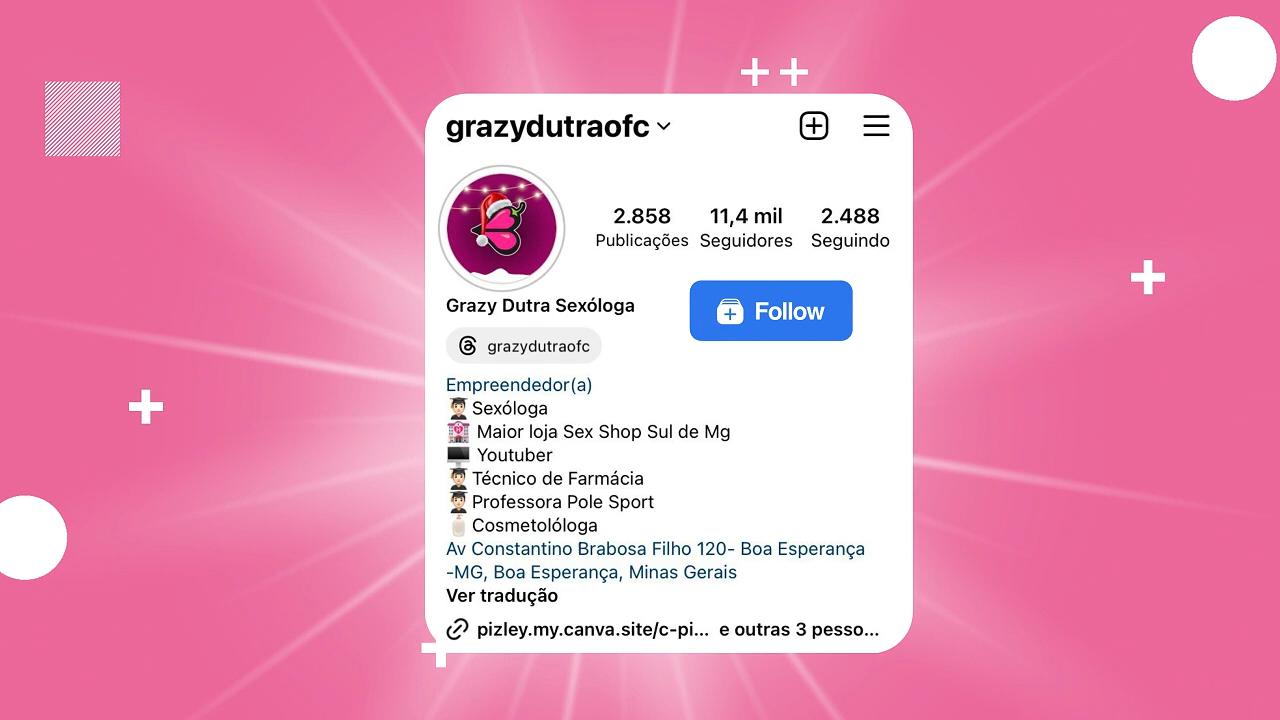 grazydutraofc
2.858 11,4 mil 2.488
Publicações Seguidores Seguindo
Grazy Dutra Sexóloga
Follow
grazydutraofc
Empreendedor(a)
Sexóloga
Maior loja Sex Shop Sul de Mg
Youtuber
Técnico de Farmácia
Professora Pole Sport
Cosmetolóloga
Av Constantino Brabosa Filho 120- Boa Esperança
-MG, Boa Esperança, Minas Gerais
Ver tradução
pizley.my.canva.site/c-pi... e outras 3 pesso...